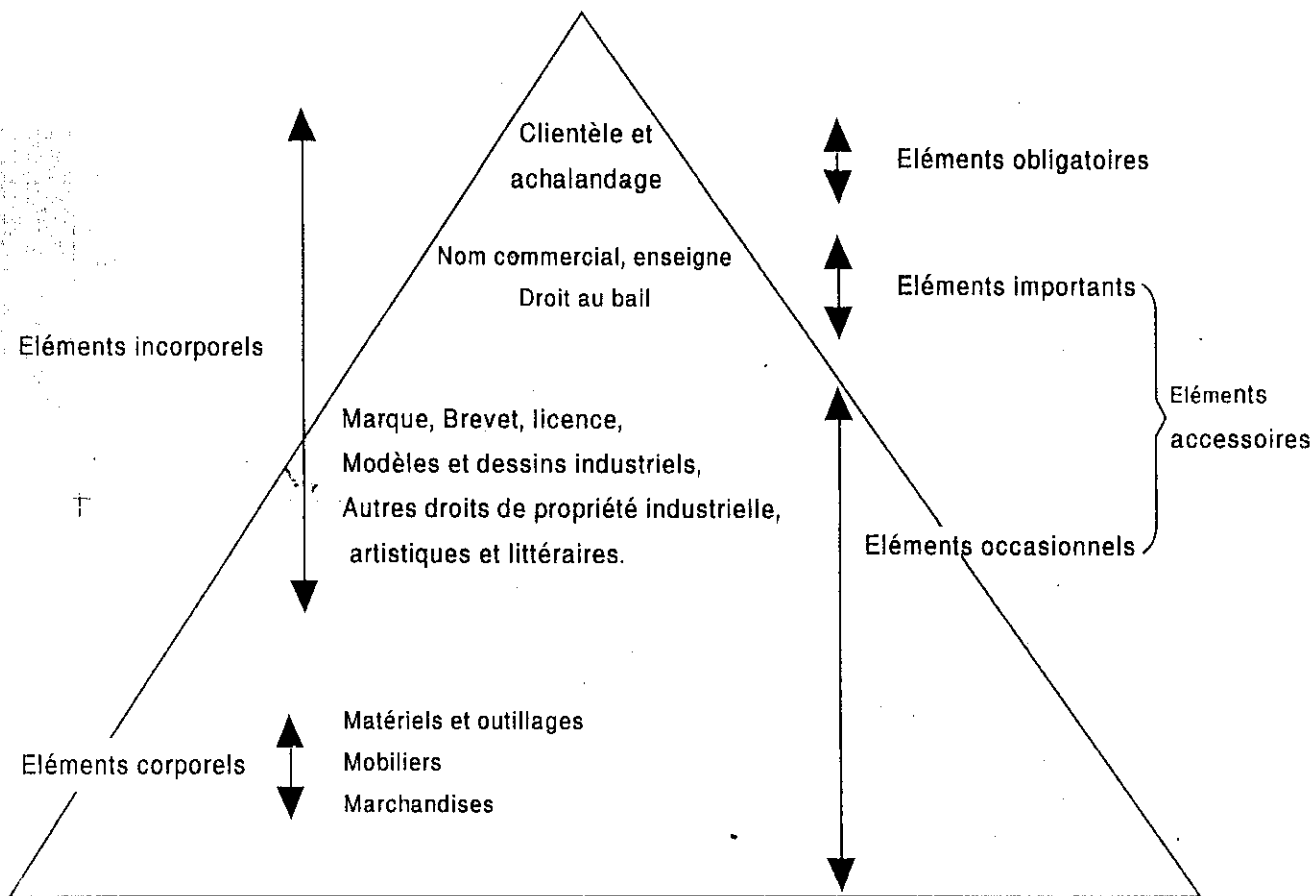 Clientèle et
achalandage
Eléments obligatoires
Nom commercial, enseigne
Droit au bail
Eléments importants
Eléments incorporels
Marque, Brevet, licence,
Modèles et dessins industriels,
Autres droits de propriété industrielle,
artistiques et littéraires.
Eléments
accessoires
Eléments occasionnels
Matériels et outillages
Eléments corporels
Mobiliers
Marchandises